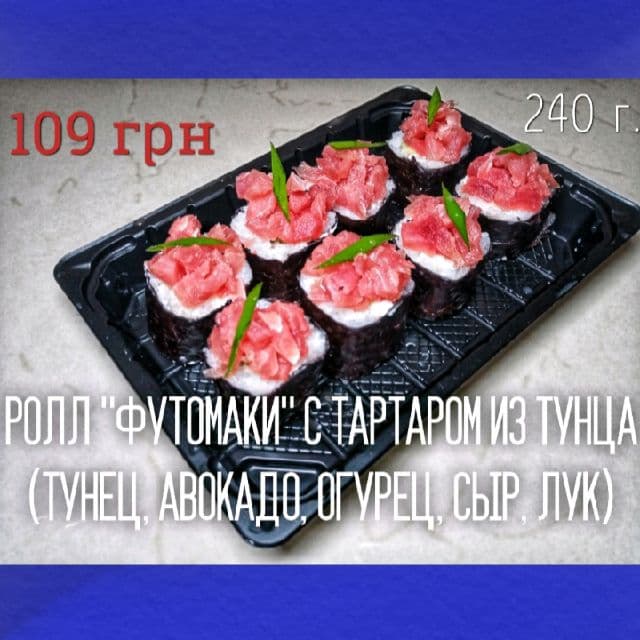 109 грн
240 г.
РОЛЛ "ФУТОМАКИ" С ТАРТАРОМ ИЗ ТУНЦА
(ТУНЕЦ, АВОКАДО, ОГУРЕЦ, СЫР, ЛУК)